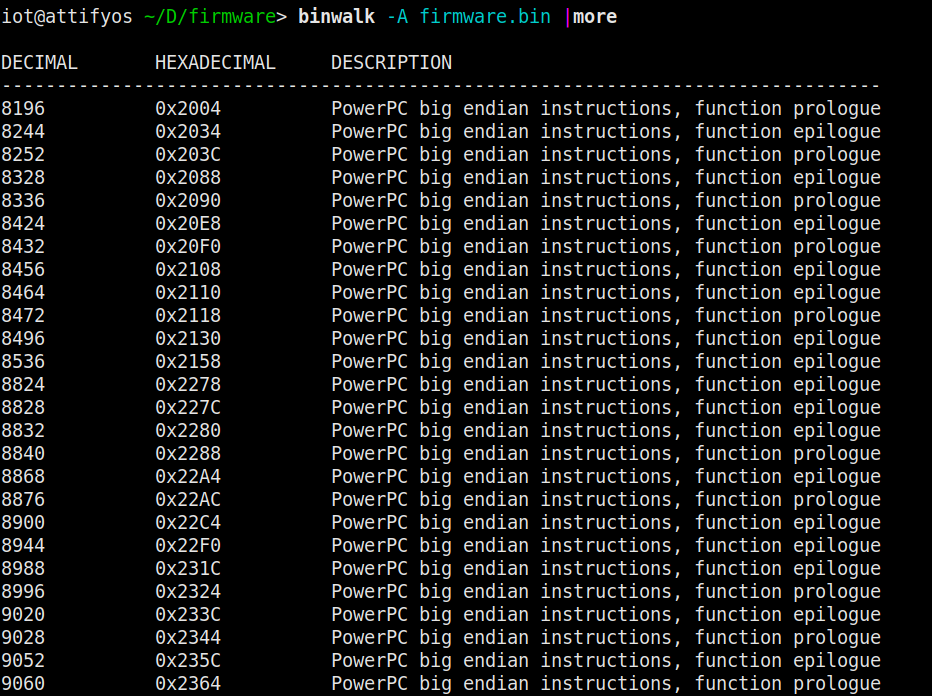 iot@attifyos ~/D/firmware> binwalk -A firmware.bin |more
DECIMAL       HEXADECIMAL     DESCRIPTION
--------------------------------------------------------------------------------
8196          0x2004          PowerPC big endian instructions, function prologue
8244          0x2034          PowerPC big endian instructions, function epilogue
8252          0x203C          PowerPC big endian instructions, function prologue
8328          0x2088          PowerPC big endian instructions, function epilogue
8336          0x2090          PowerPC big endian instructions, function prologue
8424          0x20E8          PowerPC big endian instructions, function epilogue
8432          0x20F0          PowerPC big endian instructions, function prologue
8456          0x2108          PowerPC big endian instructions, function epilogue
8464          0x2110          PowerPC big endian instructions, function epilogue
8472          0x2118          PowerPC big endian instructions, function prologue
8496          0x2130          PowerPC big endian instructions, function epilogue
8536          0x2158          PowerPC big endian instructions, function epilogue
8824          0x2278          PowerPC big endian instructions, function epilogue
8828          0x227C          PowerPC big endian instructions, function prologue
8832          0x2280          PowerPC big endian instructions, function epilogue
8840          0x2288          PowerPC big endian instructions, function prologue
8868          0x22A4          PowerPC big endian instructions, function epilogue
8876          0x22AC          PowerPC big endian instructions, function prologue
8900          0x22C4          PowerPC big endian instructions, function epilogue
8944          0x22F0          PowerPC big endian instructions, function epilogue
8988          0x231C          PowerPC big endian instructions, function epilogue
8996          0x2324          PowerPC big endian instructions, function prologue
9020          0x233C          PowerPC big endian instructions, function epilogue
9028          0x2344          PowerPC big endian instructions, function prologue
9052          0x235C          PowerPC big endian instructions, function epilogue
9060          0x2364          PowerPC big endian instructions, function prologue